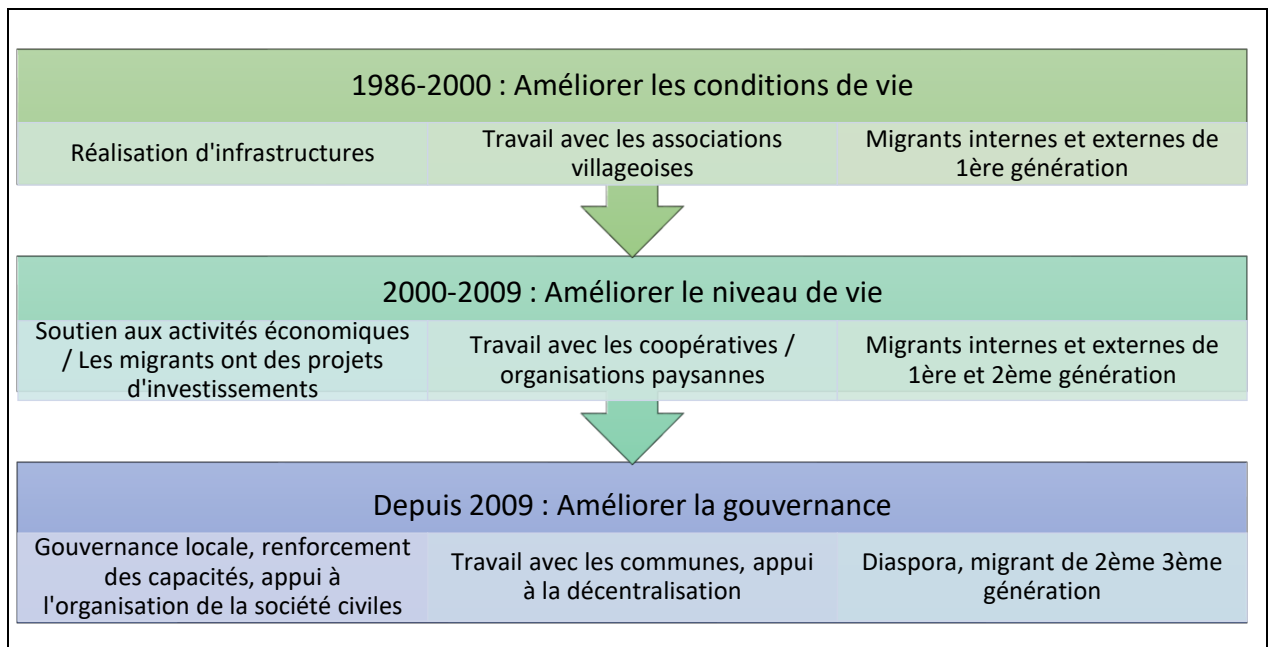 1986-2000 : Améliorer les conditions de vie
Réalisation d'infrastructures
Travail avec les associations
villageoises
Migrants internes et externes de
1ère génération
2000-2009 : Améliorer le niveau de vie
Soutien aux activités économiques
/ Les migrants ont des projets
d'investissements
Travail avec les coopératives /
organisations paysannes
Migrants internes et externes de
1ère et 2ème génération
Depuis 2009 : Améliorer la gouvernance
Gouvernance locale, renforcement
des capacités, appui à
l'organisation de la société civiles
Travail avec les communes, appui
à la décentralisation
Diaspora, migrant de 2ème 3ème
génération